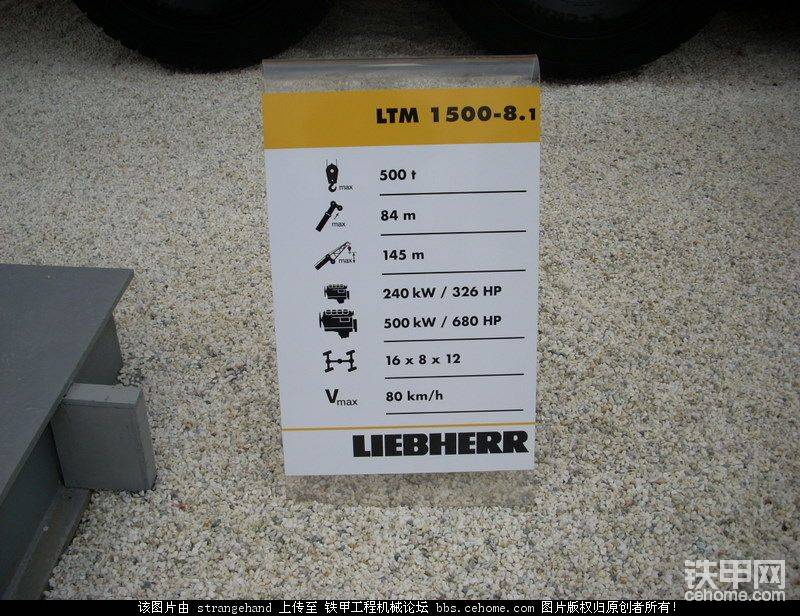 LTM 1500-8.1
max 500 t
max 84 m
max 145 m
240 kW / 326 HP
500 kW / 680 HP
16 x 8 x 12
Vmax 80 km/h
LIEBHERR
铁甲网
cehome.com
该图片由 strangehand 上传至 铁甲工程机械论坛 bbs.cehome.com 图片版权归原创者所有!